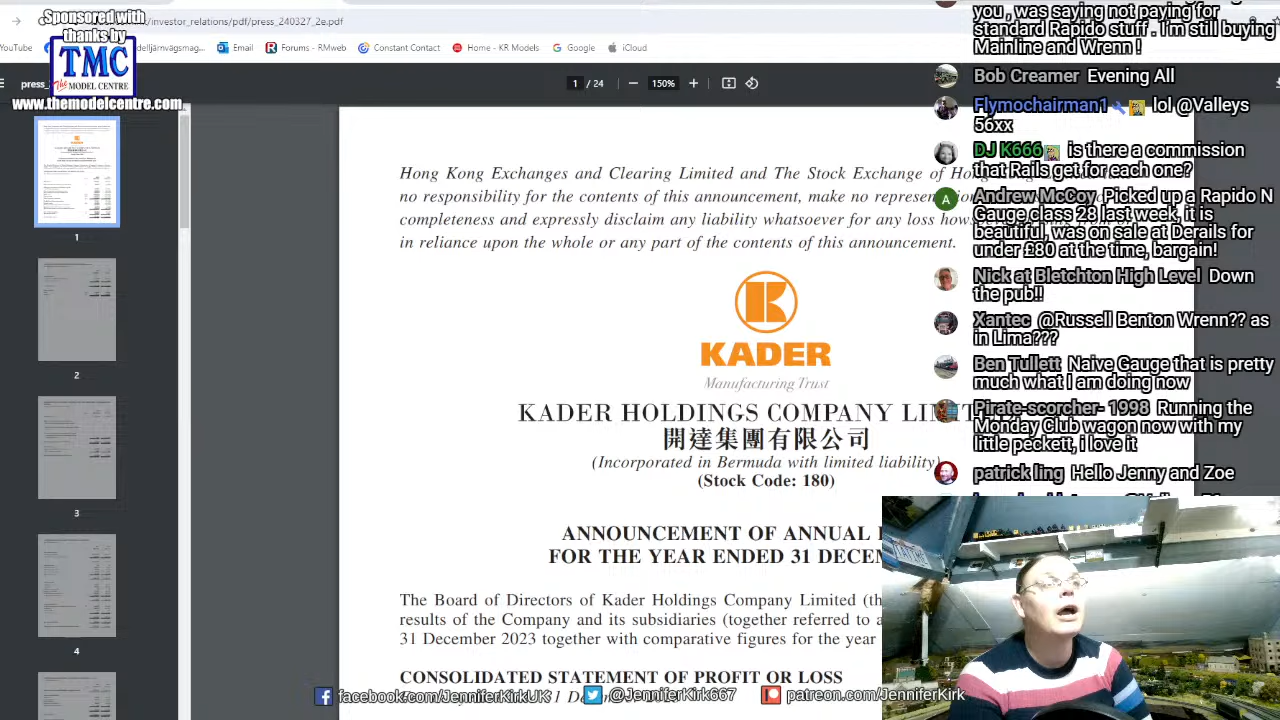 Sponsored with
thanks by
TMC
The MODEL CENTRE
www.themodelcentre.com
/investor_relations/pdf/press_240327_2e.pdf
YouTube
delljärnvägsmag...
Email
Forums - RMweb
Constant Contact
Home - KR Models
Google
iCloud
press_
1 / 24
150%
1
2
3
4
Hong Kong Exchanges and Clearing Limited and The Stock Exchange of
no responsibility for the contents of this announcement, make no
completeness and expressly disclaim any liability whatsoever for any loss
in reliance upon the whole or any part of the contents of this announcement.
K
KADER
Manufacturing Trust
KADER HOLDINGS COMPANY LIMIT
開達集團有限公司
(Incorporated in Bermuda with limited liability)
(Stock Code: 180)
ANNOUNCEMENT OF ANNUAL
FOR THE YEAR ENDED 31 DECEM
The Board of Directors of Kader Holdings Company Limited (th
results of the Company and its subsidiaries (together referred to a
31 December 2023 together with comparative figures for the year
CONSOLIDATED STATEMENT OF PROFIT OR LOSS
facebook.com/JenniferKirkUK
@JenniferKirk667
patreon.com/JenniferKirk
you , was saying not paying for
standard Rapido stuff . I'm still buying
Mainline and Wrenn !
Bob Creamer Evening All
Flymochairman1 lol @Valleys
56xx
DJ K666 is there a commission
that Rails get for each one?
A
Andrew McCoy Picked up a Rapido N
Gauge class 28 last week, it is
beautiful, was on sale at Derails for
under £80 at the time, bargain!
Nick at Bletchton High Level Down
the pub!!
Xantec @Russell Benton Wrenn?? as
in Lima???
Ben Tullett Naive Gauge that is pretty
much what I am doing now
Pirate-scorcher- 1998 Running the
Monday Club wagon now with my
little peckett, i love it
patrick ling Hello Jenny and Zoe